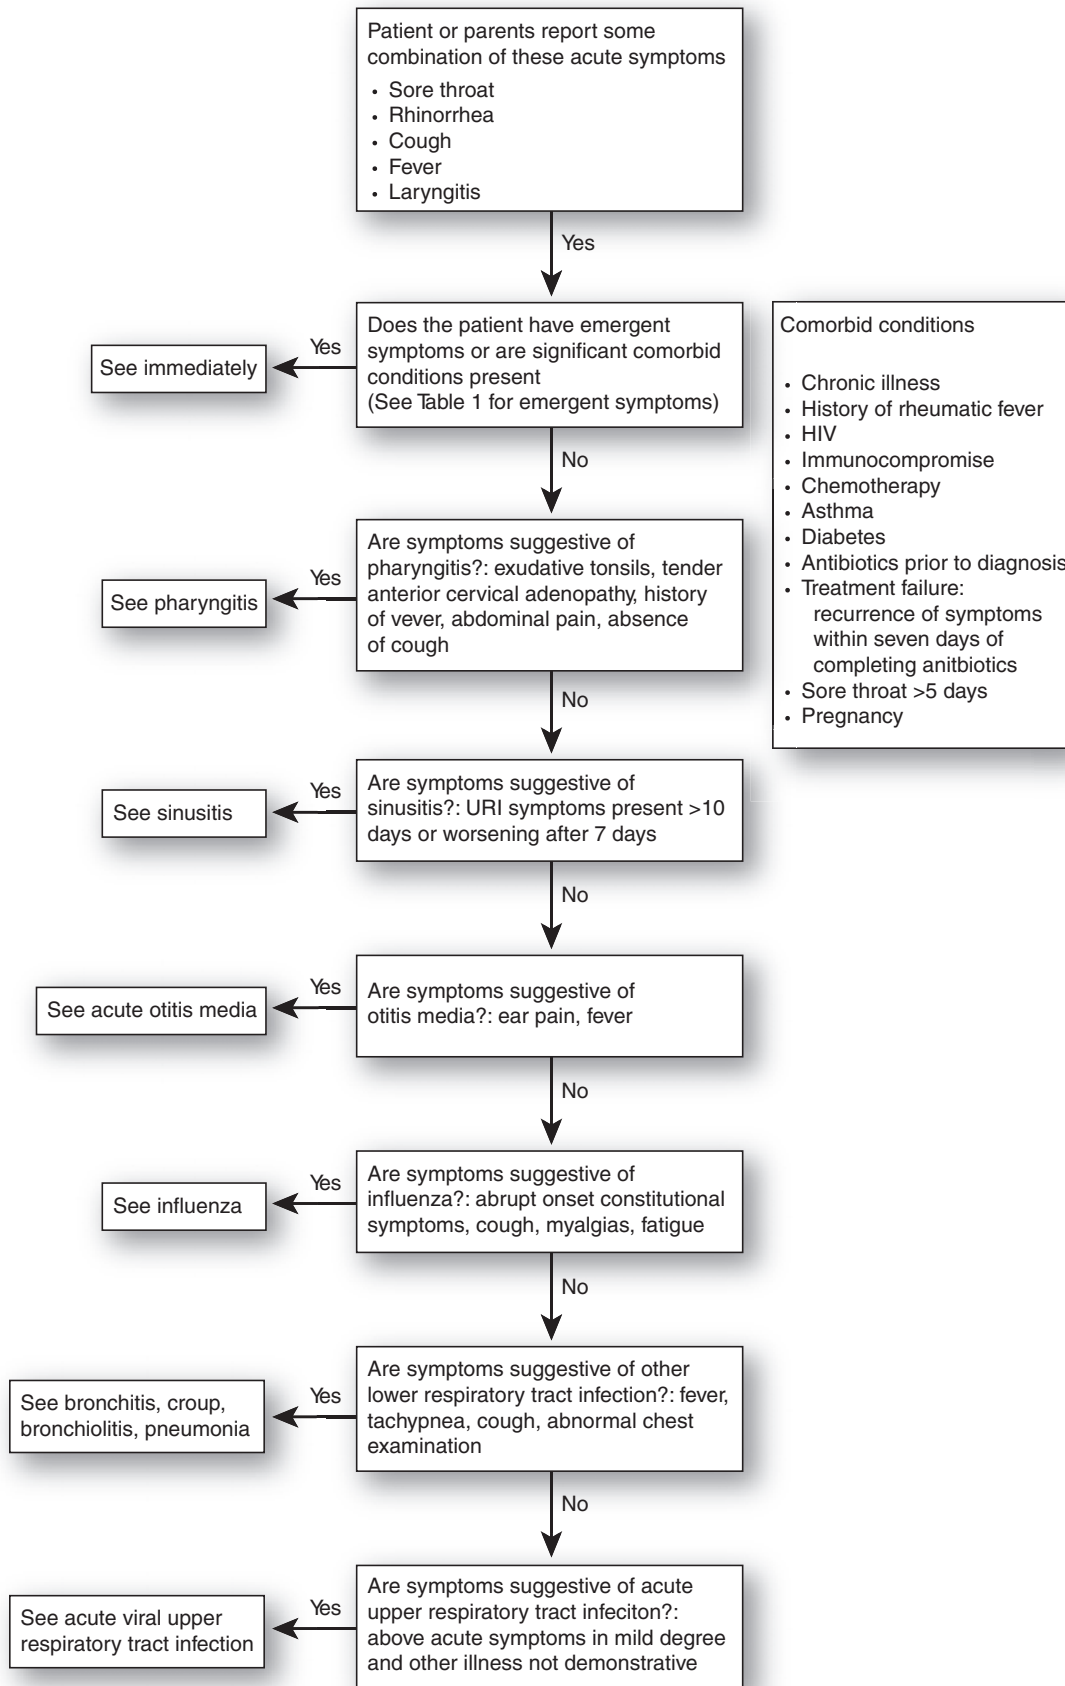 Patient or parents report some
combination of these acute symptoms
• Sore throat
• Rhinorrhea
• Cough
• Fever
• Laryngitis
Yes
Does the patient have emergent
symptoms or are significant comorbid
conditions present
(See Table 1 for emergent symptoms)
Yes
See immediately
Comorbid conditions
• Chronic illness
• History of rheumatic fever
• HIV
• Immunocompromise
• Chemotherapy
• Asthma
• Diabetes
• Antibiotics prior to diagnosis
• Treatment failure:
recurrence of symptoms
within seven days of
completing anitbiotics
• Sore throat >5 days
• Pregnancy
No
Are symptoms suggestive of
pharyngitis?: exudative tonsils, tender
anterior cervical adenopathy, history
of vever, abdominal pain, absence
of cough
Yes
See pharyngitis
No
Are symptoms suggestive of
sinusitis?: URI symptoms present >10
days or worsening after 7 days
Yes
See sinusitis
No
Are symptoms suggestive of
otitis media?: ear pain, fever
Yes
See acute otitis media
No
Are symptoms suggestive of
influenza?: abrupt onset constitutional
symptoms, cough, myalgias, fatigue
Yes
See influenza
No
Are symptoms suggestive of other
lower respiratory tract infection?: fever,
tachypnea, cough, abnormal chest
examination
Yes
See bronchitis, croup,
bronchiolitis, pneumonia
No
Are symptoms suggestive of acute
upper respiratory tract infeciton?:
above acute symptoms in mild degree
and other illness not demonstrative
Yes
See acute viral upper
respiratory tract infection